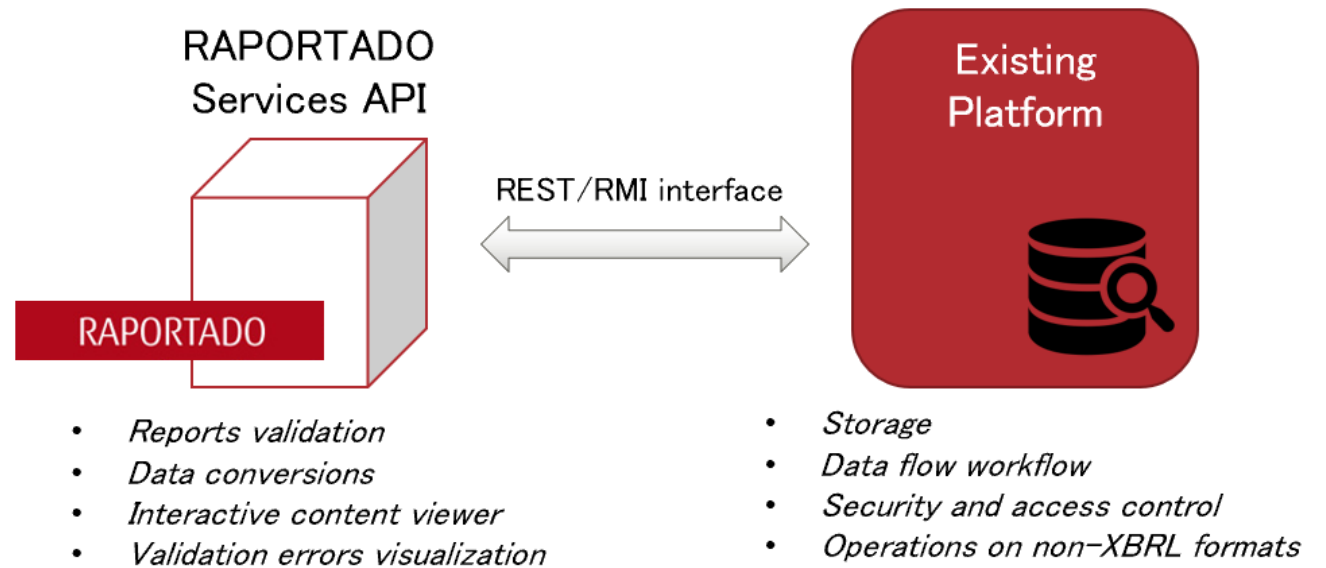 RAPORTADO
Services API
RAPORTADO
• Reports validation
• Data conversions
• Interactive content viewer
• Validation errors visualization
REST/RMI interface
Existing
Platform
• Storage
• Data flow workflow
• Security and access control
• Operations on non-XBRL formats